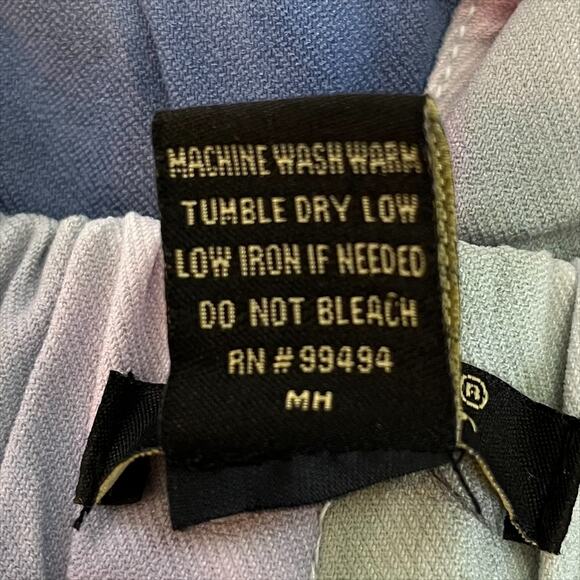 MACHINE WASH WARM
TUMBLE DRY LOW
LOW IRON IF NEEDED
DO NOT BLEACH
RN # 99494
MH
®